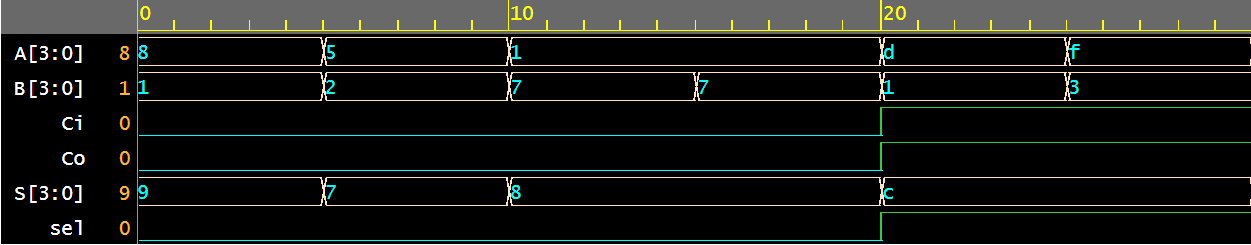 0 10 20
A[3:0] 8 8 5 1 d f
B[3:0] 1 1 2 7 7 1 3
Ci 0
Co 0
S[3:0] 9 9 7 8 c
sel 0